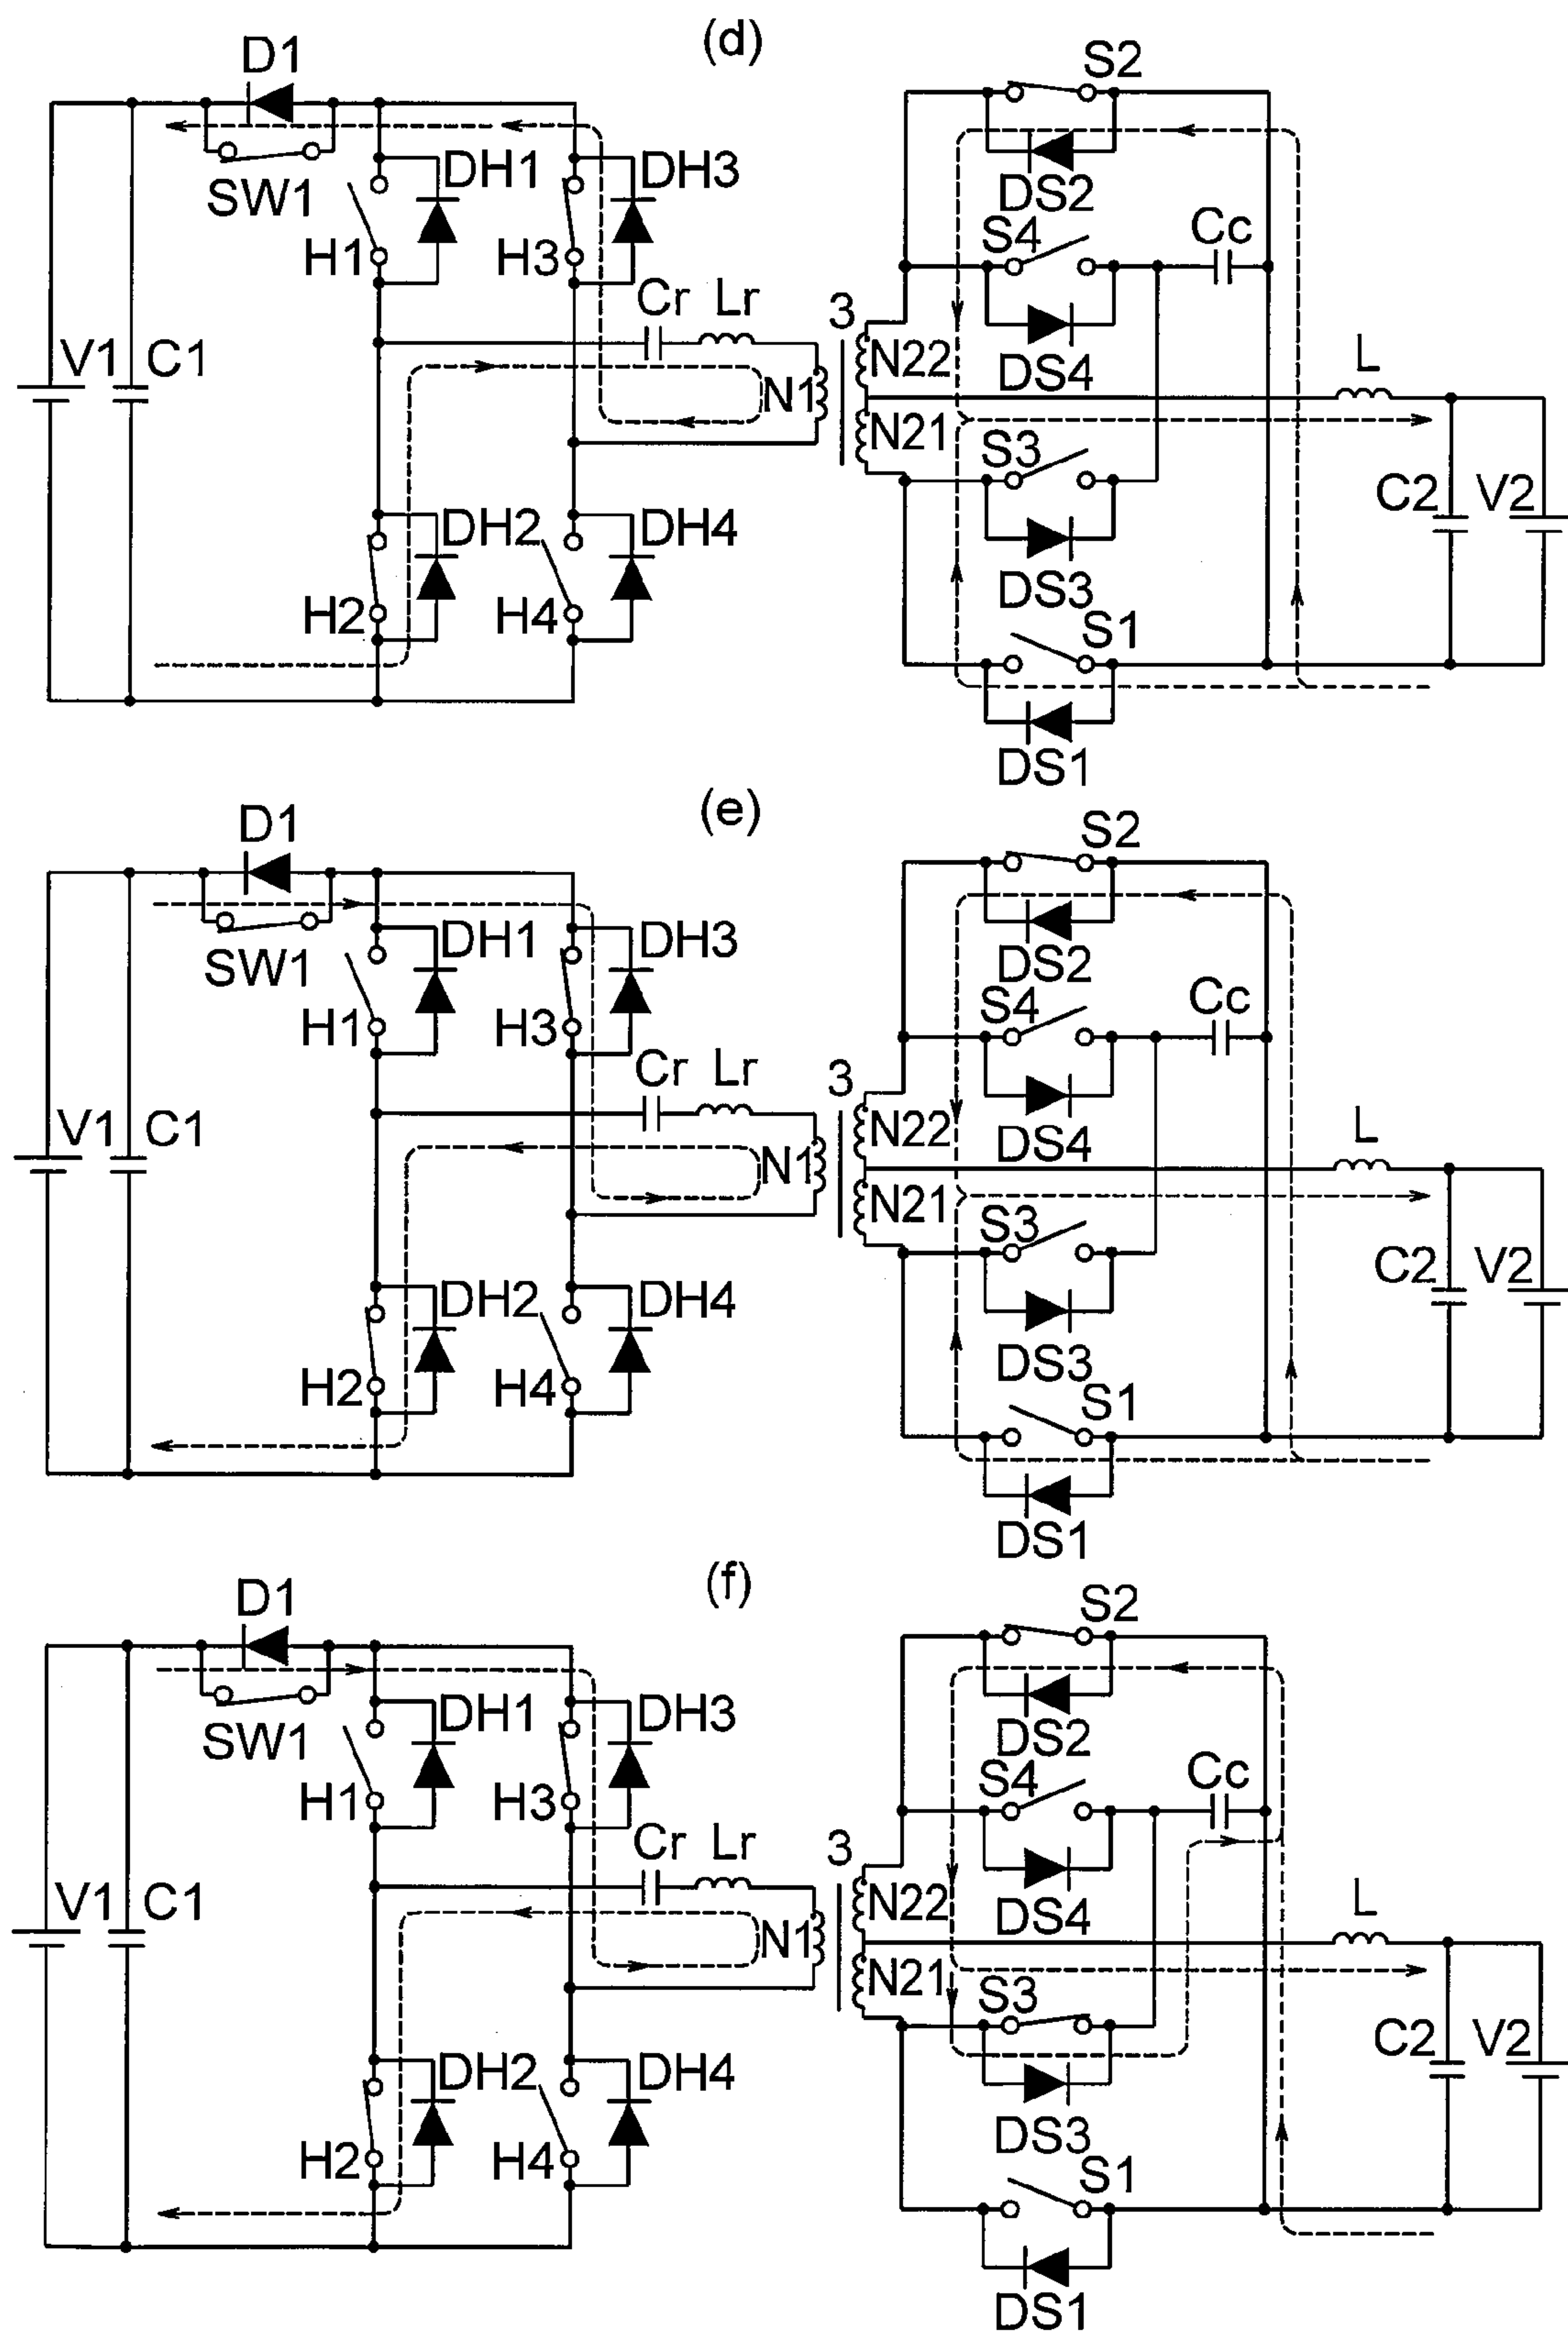 (d)
D1
S2
DH1
DH3
SW1
DS2
S4
Cc
H1
H3
Cr
Lr
3
V1
C1
N22
DS4
L
N1
N21
S3
C2
V2
DH2
DH4
DS3
H2
H4
S1
DS1
(e)
D1
S2
DH1
DH3
SW1
DS2
S4
Cc
H1
H3
Cr
Lr
3
V1
C1
N22
DS4
L
N1
N21
S3
C2
V2
DH2
DH4
DS3
H2
H4
S1
DS1
(f)
D1
S2
DH1
DH3
SW1
DS2
S4
Cc
H1
H3
Cr
Lr
3
V1
C1
N22
DS4
L
N1
N21
S3
C2
V2
DH2
DH4
DS3
H2
H4
S1
DS1